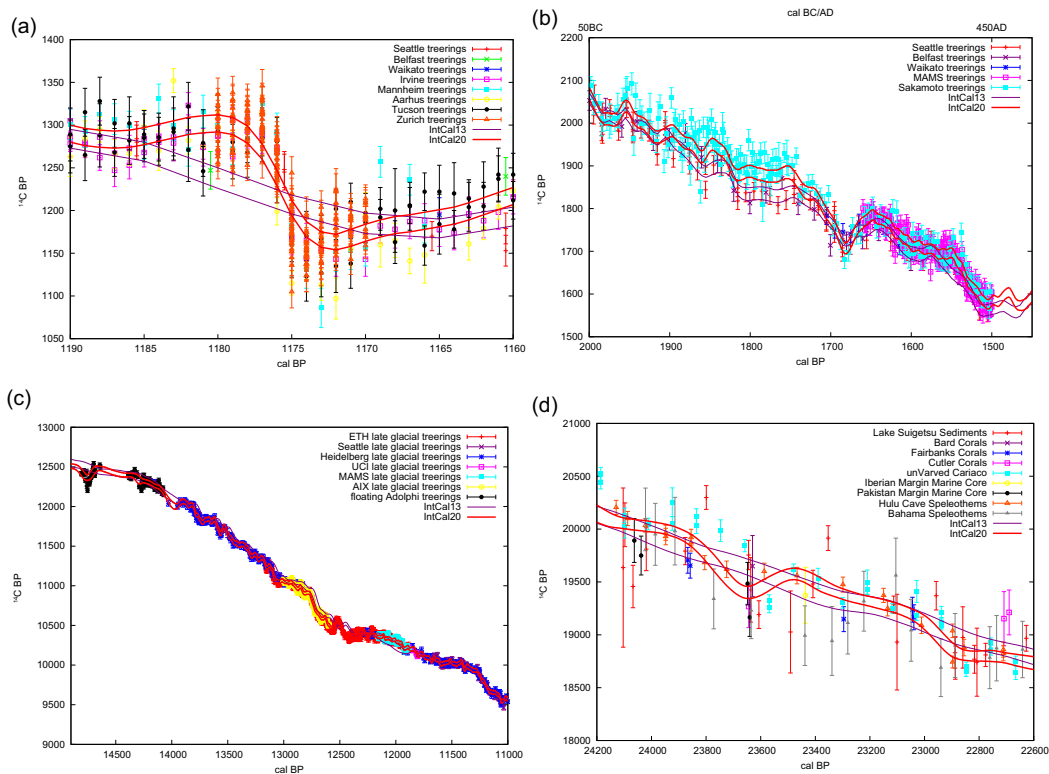 (a)
Seattle treerings
Belfast treerings
Waikato treerings
Irvine treerings
Mannheim treerings
Aarhus treerings
Tucson treerings
Zurich treerings
IntCal13
IntCal20
1400
1350
1300
1250
1200
1150
1100
1050
¹⁴C BP
1190 1185 1180 1175 1170 1165 1160
cal BP
(b)
cal BC/AD
50BC 450AD
Seattle treerings
Belfast treerings
Waikato treerings
MAMS treerings
Sakamoto treerings
IntCal13
IntCal20
2200
2100
2000
1900
1800
1700
1600
1500
¹⁴C BP
2000 1900 1800 1700 1600 1500
cal BP
(c)
ETH late glacial treerings
Seattle late glacial treerings
Heidelberg late glacial treerings
UCI late glacial treerings
MAMS late glacial treerings
AIX late glacial treerings
floating Adolphi treerings
IntCal13
IntCal20
13000
12500
12000
11500
11000
10500
10000
9500
9000
¹⁴C BP
14500 14000 13500 13000 12500 12000 11500 11000
cal BP
(d)
Lake Suigetsu Sediments
Bard Corals
Fairbanks Corals
Cutler Corals
unVarved Cariaco
Iberian Margin Marine Core
Pakistan Margin Marine Core
Hulu Cave Speleothems
Bahama Speleothems
IntCal13
IntCal20
21000
20500
20000
19500
19000
18500
18000
¹⁴C BP
24200 24000 23800 23600 23400 23200 23000 22800 22600
cal BP